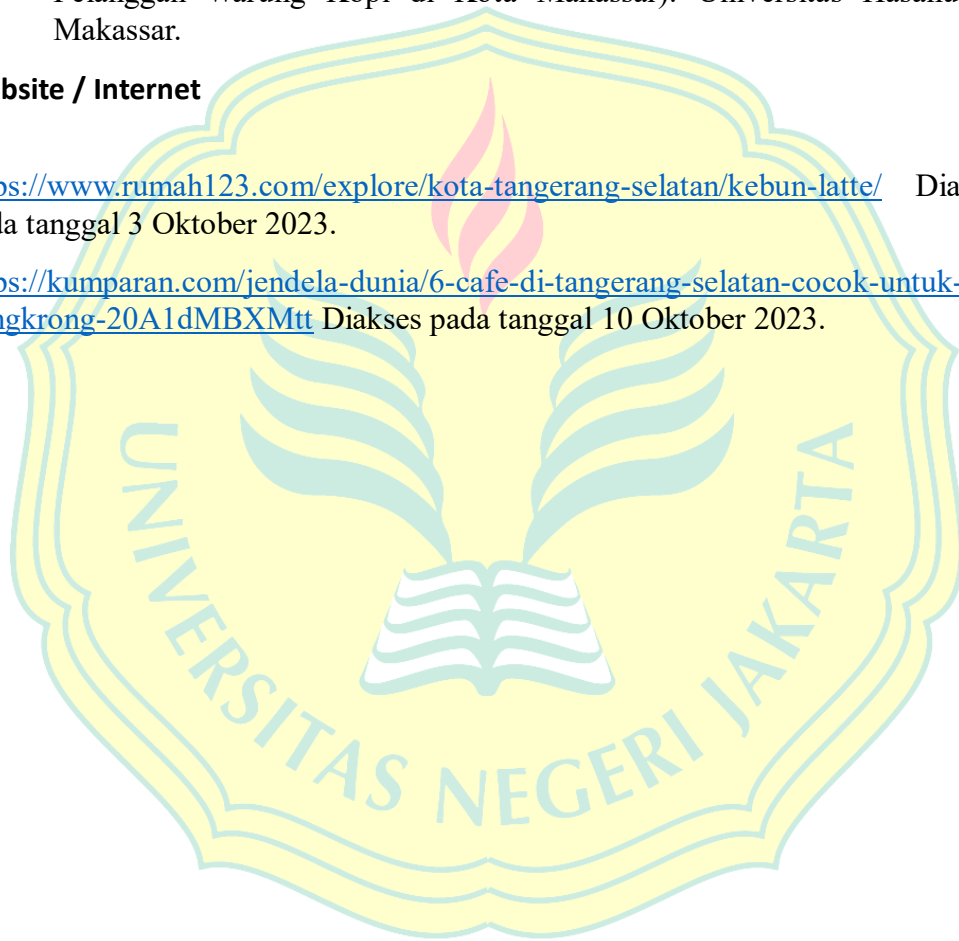 Pelanggan Warung Kopi di Kota Makassar). Universitas Hasanu
Makassar.
bsite / Internet
ps://www.rumah123.com/explore/kota-tangerang-selatan/kebun-latte/ Dia
da tanggal 3 Oktober 2023.
ps://kumparan.com/jendela-dunia/6-cafe-di-tangerang-selatan-cocok-untuk-
ngkrong-20A1dMBXMtt Diakses pada tanggal 10 Oktober 2023.
UNIVERSITAS NEGERI JAKARTA